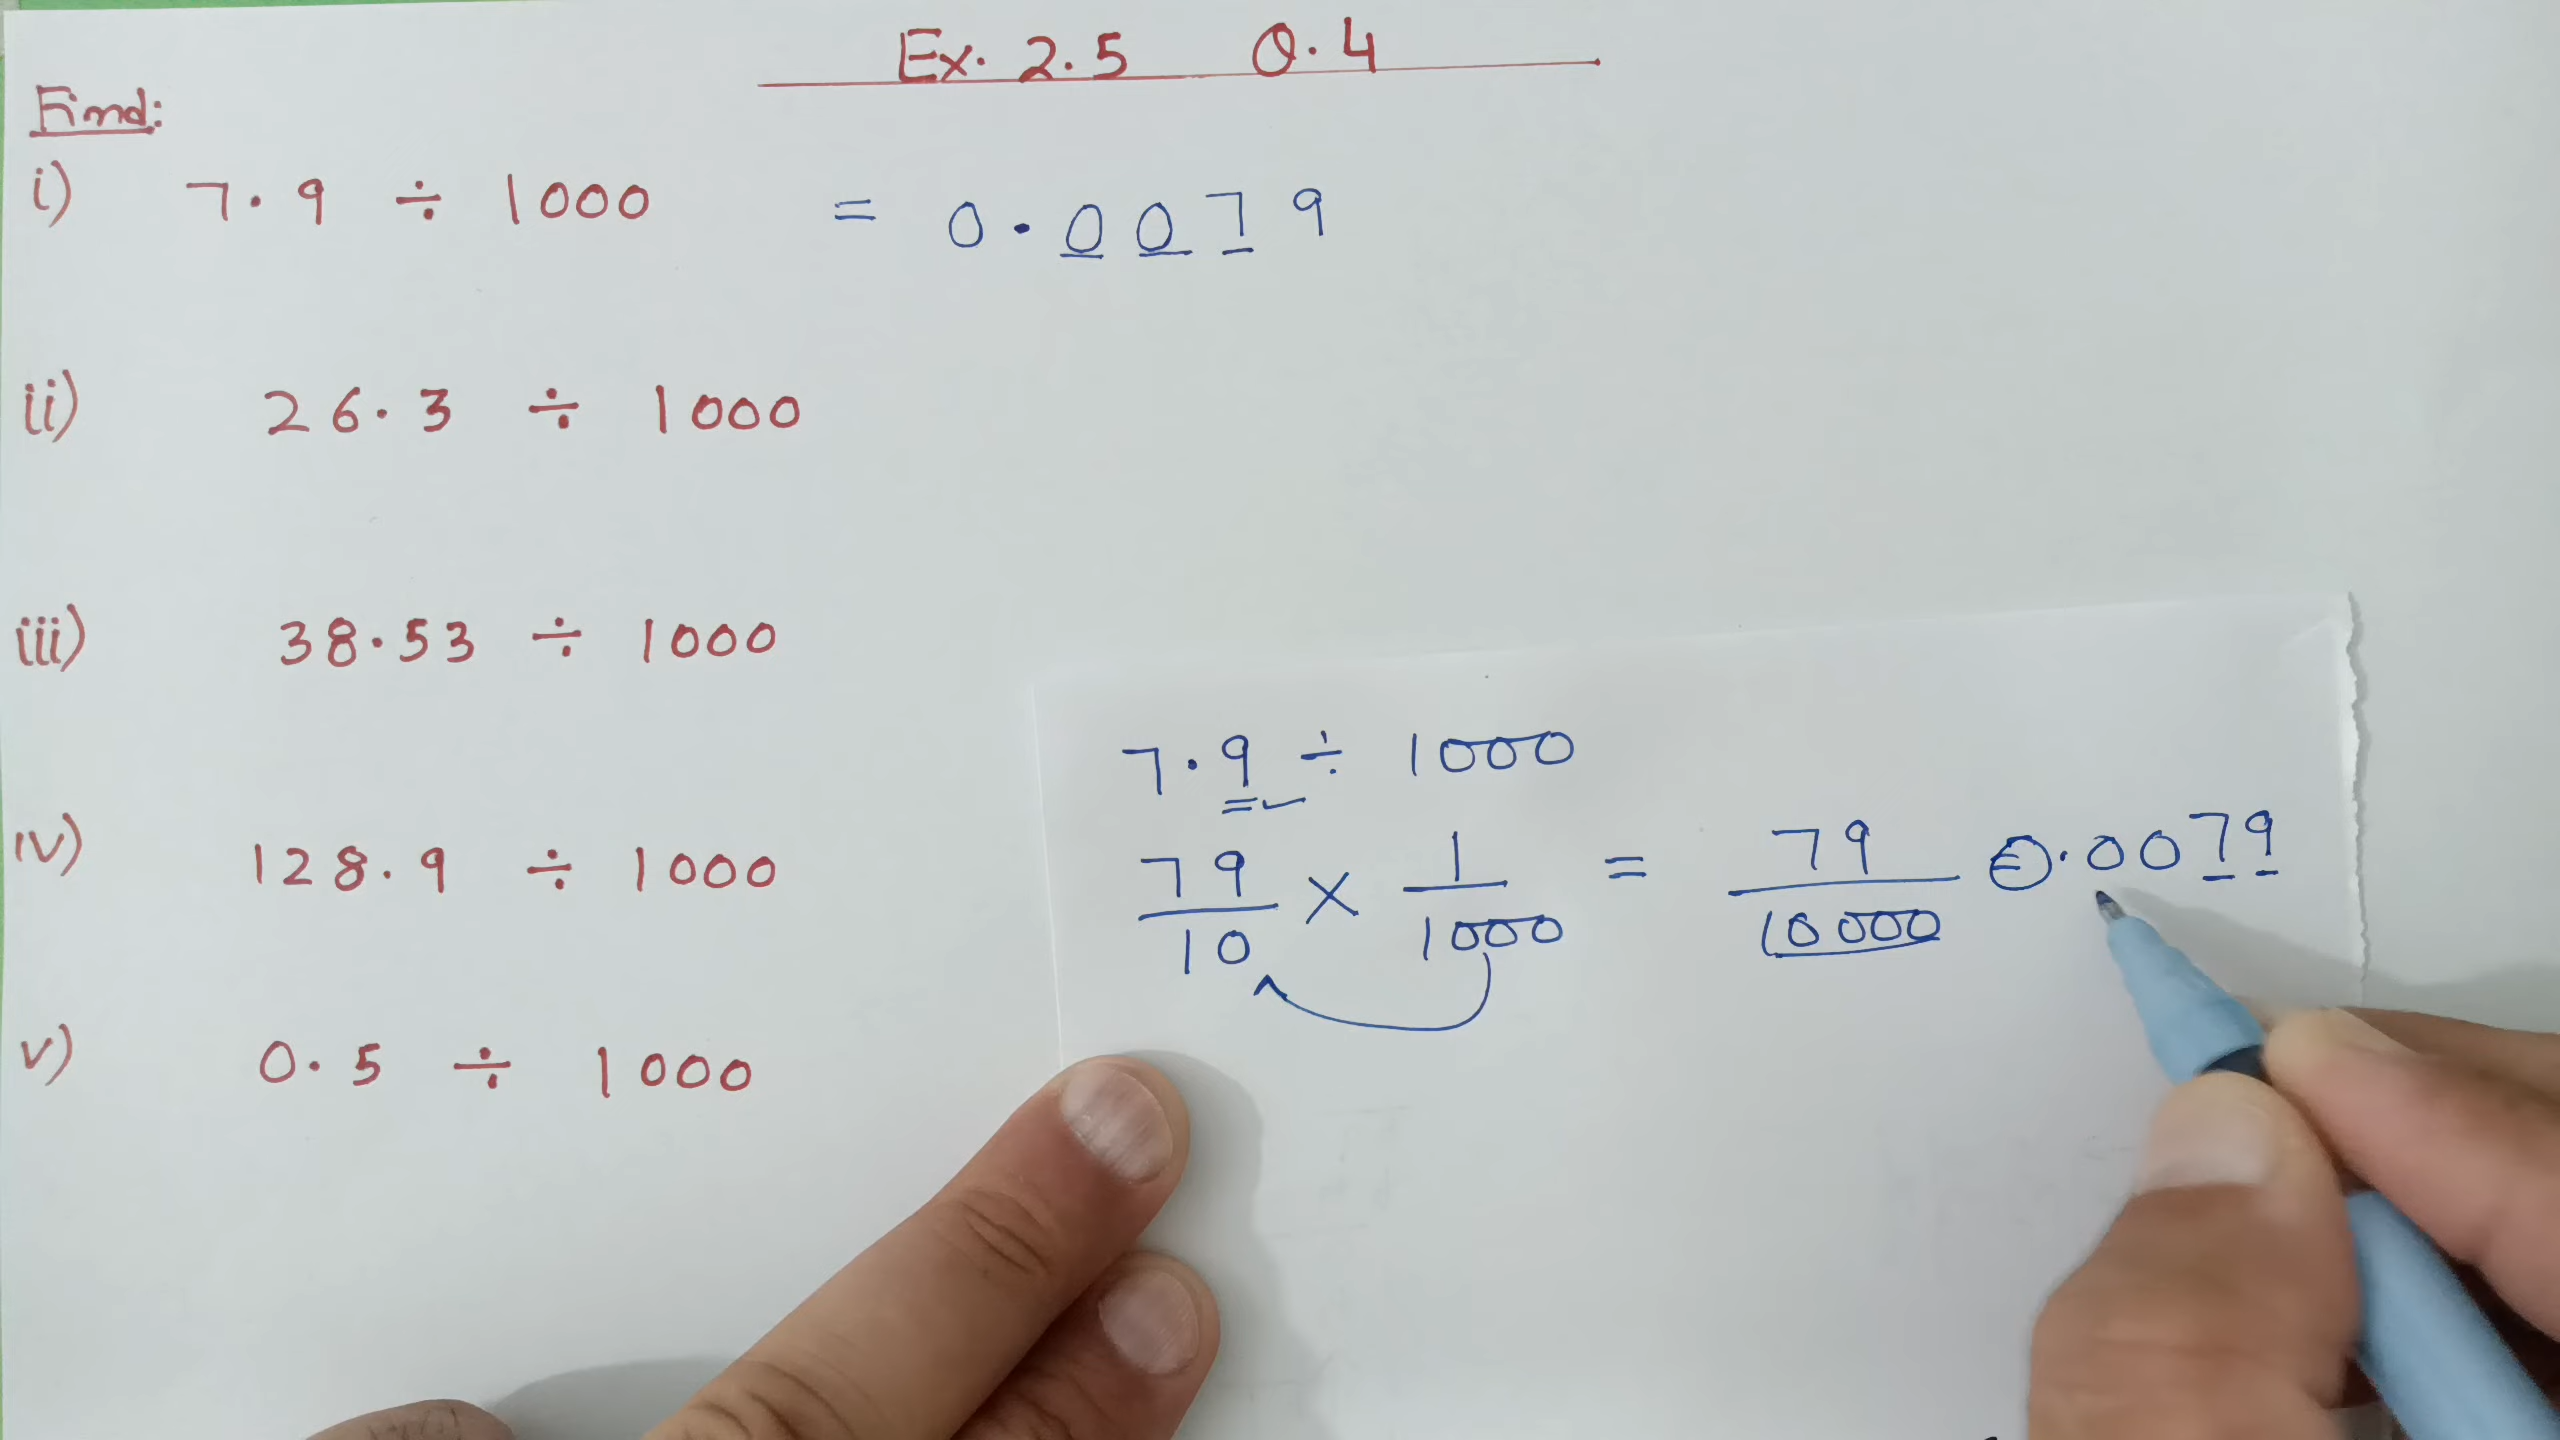 Ex. 2.5 Q.4
Find:
i) 7.9 ÷ 1000 = 0.0079
ii) 26.3 ÷ 1000
iii) 38.53 ÷ 1000
iv) 128.9 ÷ 1000
v) 0.5 ÷ 1000
7.9 ÷ 1000
79/10 × 1/1000 = 79/10000 = 0.0079